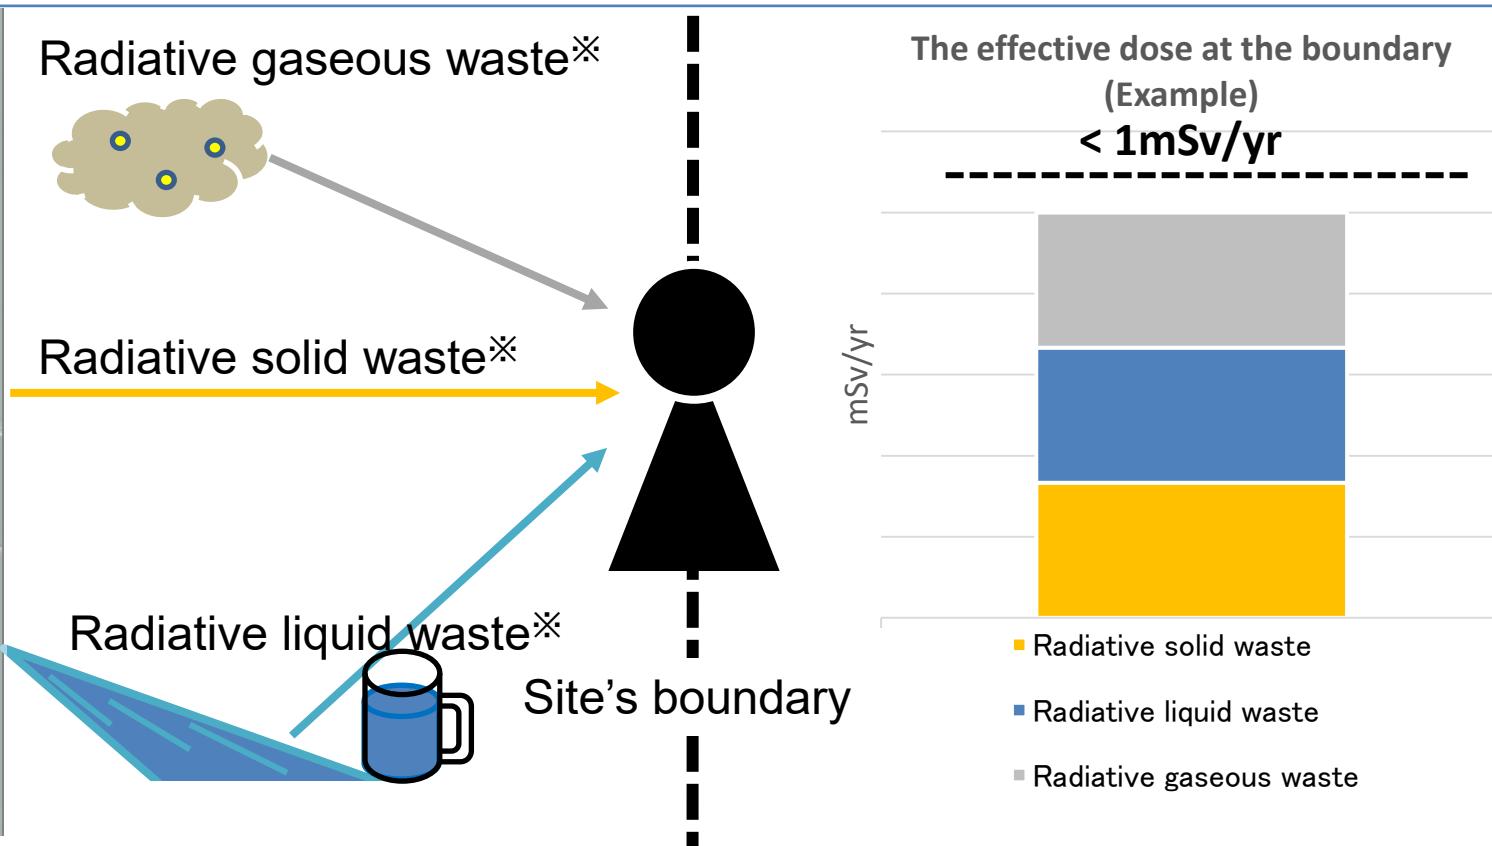 Radiative gaseous waste※
Radiative solid waste※
Radiative liquid waste※
Site’s boundary
The effective dose at the boundary
(Example)
< 1mSv/yr
mSv/yr
Radiative solid waste
Radiative liquid waste
Radiative gaseous waste